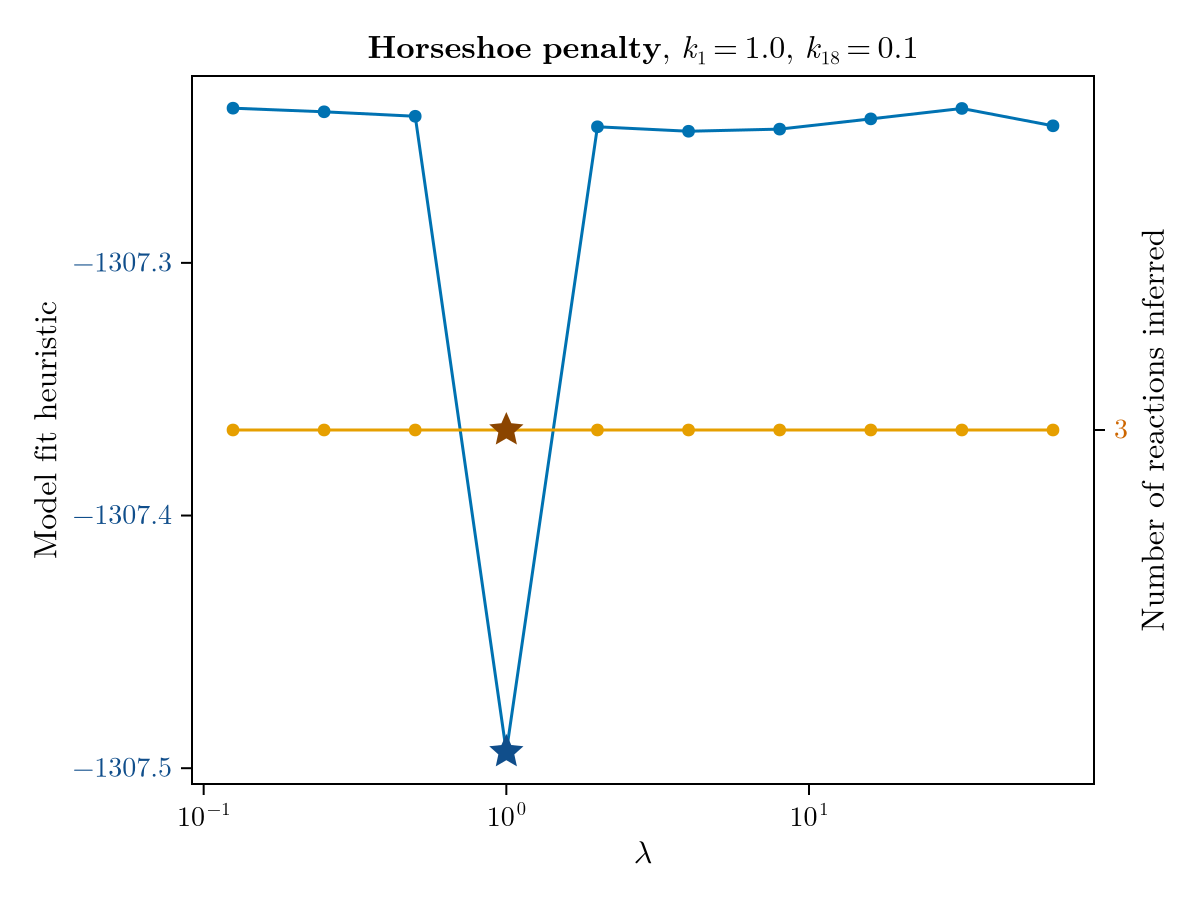 Horseshoe penalty, k₁ = 1.0, k₁₈ = 0.1
Model fit heuristic
−1307.3
−1307.4
−1307.5
10⁻¹
10⁰
10¹
λ
3
Number of reactions inferred